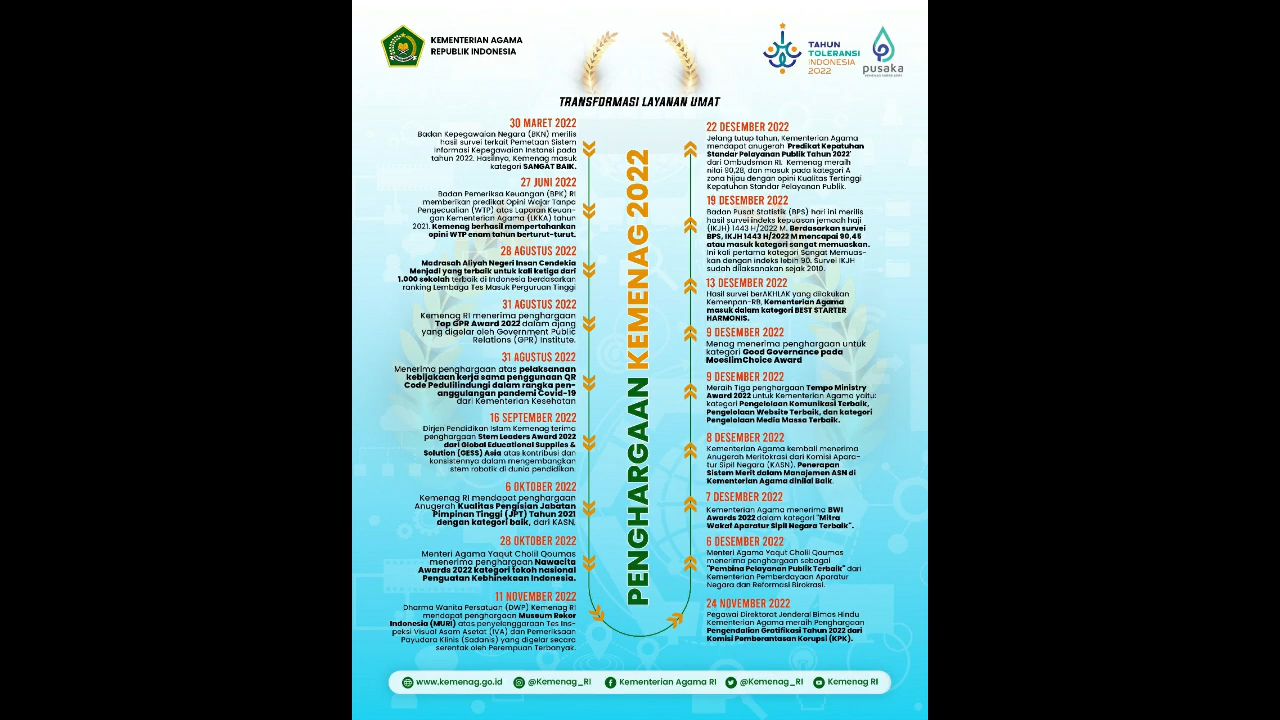 KEMENTERIAN AGAMA
REPUBLIK INDONESIA
TAHUN
TOLERANSI
INDONESIA
2022
pusaka
TRANSFORMASI LAYANAN UMAT
PENGHARGAAN KEMENAG 2022
30 MARET 2022
Badan Kepegawaian Negara (BKN) merilis
hasil survei terkait Pemetaan Sistem
Informasi Kepegawaian Instansi pada
tahun 2022. Hasilnya, Kemenag masuk
kategori SANGAT BAIK.
27 JUNI 2022
Badan Pemeriksa Keuangan (BPK) RI
memberikan predikat Opini Wajar Tanpa
Pengecualian (WTP) atas Laporan Keuan-
gan Kementerian Agama (LKKA) tahun
2021. Kemenag berhasil mempertahankan
opini WTP enam tahun berturut-turut.
28 AGUSTUS 2022
Madrasah Aliyah Negeri Insan Cendekia
Menjadi yang terbaik untuk kali ketiga dari
1.000 sekolah terbaik di Indonesia berdasarkan
ranking Lembaga Tes Masuk Perguruan Tinggi
31 AGUSTUS 2022
Kemenag RI menerima penghargaan
Top GPR Award 2022 dalam ajang
yang digelar oleh Government Public
Relations (GPR) Institute.
31 AGUSTUS 2022
Menerima penghargaan atas pelaksanaan
kebijakaan kerja sama penggunaan QR
Code Pedulilindungi dalam rangka pen-
anggulangan pandemi Covid-19
dari Kementerian Kesehatan
16 SEPTEMBER 2022
Dirjen Pendidikan Islam Kemenag terima
penghargaan Stem Leaders Award 2022
dari Global Educational Supplies &
Solution (GESS) Asia atas kontribusi dan
konsistennya dalam mengembangkan
stem robotik di dunia pendidikan.
6 OKTOBER 2022
Kemenag RI mendapat penghargaan
Anugerah Kualitas Pengisian Jabatan
Pimpinan Tinggi (JPT) Tahun 2021
dengan kategori baik, dari KASN.
28 OKTOBER 2022
Menteri Agama Yaqut Cholil Qoumas
menerima penghargaan Nawacita
Awards 2022 kategori tokoh nasional
Penguatan Kebhinekaan Indonesia.
11 NOVEMBER 2022
Dharma Wanita Persatuan (DWP) Kemenag RI
mendapat penghargaan Museum Rekor
Indonesia (MURI) atas penyelenggaraan Tes Ins-
peksi Visual Asam Asetat (IVA) dan Pemeriksaan
Payudara Klinis (Sadanis) yang digelar secara
serentak oleh Perempuan Terbanyak.
22 DESEMBER 2022
Jelang tutup tahun, Kementerian Agama
mendapat anugerah 'Predikat Kepatuhan
Standar Pelayanan Publik Tahun 2022'
dari Ombudsman RI. Kemenag meraih
nilai 90,28, dan masuk pada kategori A
zona hijau dengan opini Kualitas Tertinggi
Kepatuhan Standar Pelayanan Publik.
19 DESEMBER 2022
Badan Pusat Statistik (BPS) hari ini merilis
hasil survei indeks kepuasan jemaah haji
(IKJH) 1443 H/2022 M. Berdasarkan survei
BPS, IKJH 1443 H/2022 M mencapai 90,45
atau masuk kategori sangat memuaskan.
Ini kali pertama kategori Sangat Memuas-
kan dengan indeks lebih 90. Survei IKJH
sudah dilaksanakan sejak 2010.
13 DESEMBER 2022
Hasil survei berAKHLAK yang dilakukan
Kemenpan-RB, Kementerian Agama
masuk dalam kategori BEST STARTER
HARMONIS.
9 DESEMBER 2022
Menag menerima penghargaan untuk
kategori Good Governance pada
MoeslimChoice Award
9 DESEMBER 2022
Meraih Tiga penghargaan Tempo Ministry
Award 2022 untuk Kementerian Agama yaitu:
kategori Pengelolaan Komunikasi Terbaik,
Pengelolaan Website Terbaik, dan kategori
Pengelolaan Media Massa Terbaik.
8 DESEMBER 2022
Kementerian Agama kembali menerima
Anugerah Meritokrasi dari Komisi Apara-
tur Sipil Negara (KASN). Penerapan
Sistem Merit dalam Manajemen ASN di
Kementerian Agama dinilai Baik.
7 DESEMBER 2022
Kementerian Agama menerima BWI
Awards 2022 dalam kategori "Mitra
Wakaf Aparatur Sipil Negara Terbaik".
6 DESEMBER 2022
Menteri Agama Yaqut Cholil Qoumas
menerima penghargaan sebagai
"Pembina Pelayanan Publik Terbaik" dari
Kementerian Pemberdayaan Aparatur
Negara dan Reformasi Birokrasi.
24 NOVEMBER 2022
Pegawai Direktorat Jenderal Bimas Hindu
Kementerian Agama meraih Penghargaan
Pengendalian Gratifikasi Tahun 2022 dari
Komisi Pemberantasan Korupsi (KPK).
www.kemenag.go.id @Kemenag_RI Kementerian Agama RI @Kemenag_RI Kemenag RI